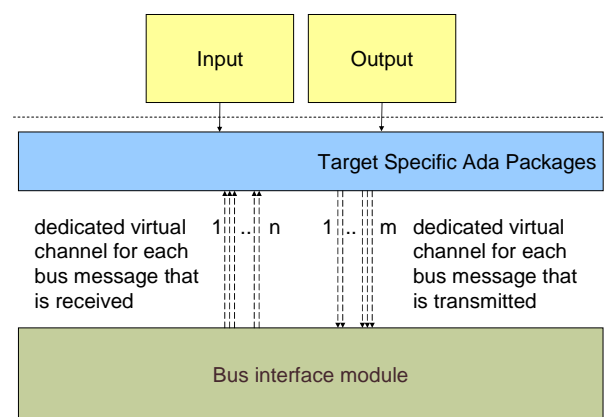 Input
Output
Target Specific Ada Packages
dedicated virtual
channel for each
bus message that
is received
1 .. n
1 .. m
dedicated virtual
channel for each
bus message that
is transmitted
Bus interface module